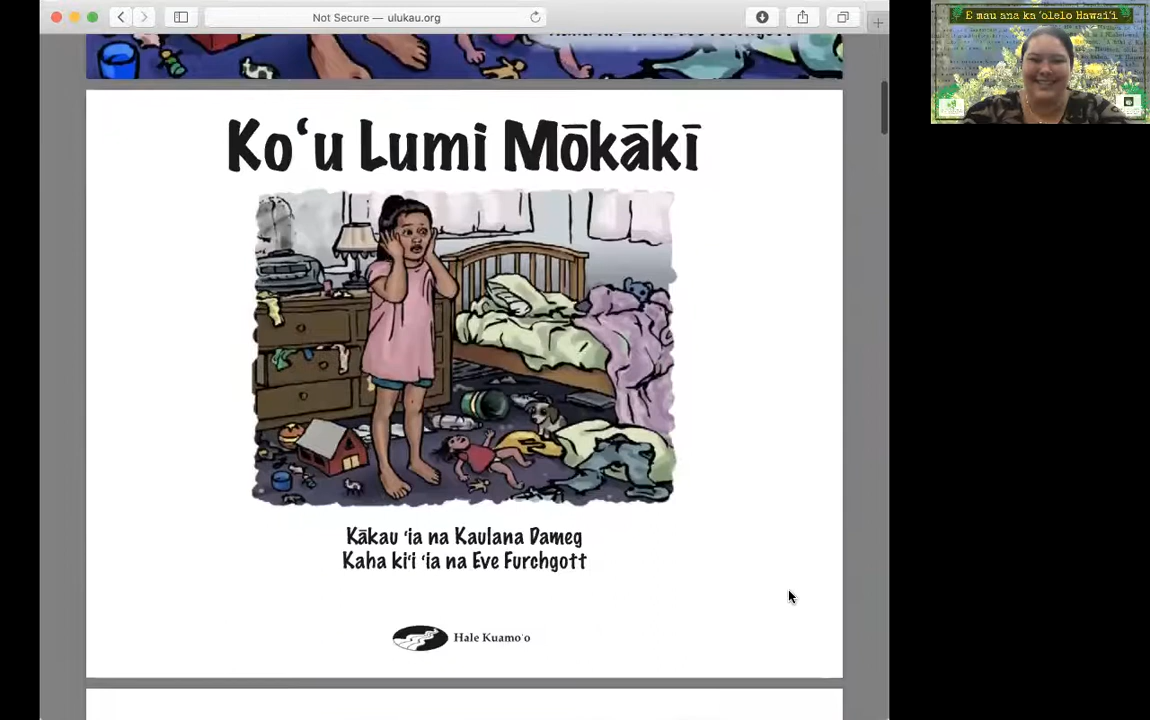 Not Secure — ulukau.org
E mau ana ka ʻolelo Hawaiʻi
Koʻu Lumi Mōkākī
Kākau ʻia na Kaulana Dameg
Kaha kiʻi ʻia na Eve Furchgott
Hale Kuamoʻo